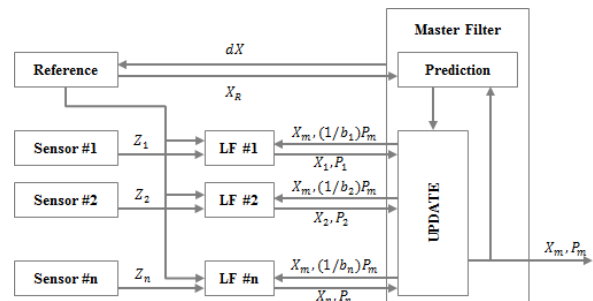 Master Filter
dX
Reference
Prediction
X_R
Sensor #1
Z_1
LF #1
X_m, (1/b_1)P_m
X_1, P_1
Sensor #2
Z_2
LF #2
X_m, (1/b_2)P_m
X_2, P_2
UPDATE
X_m, P_m
Sensor #n
Z_n
LF #n
X_m, (1/b_n)P_m
X_n, P_n